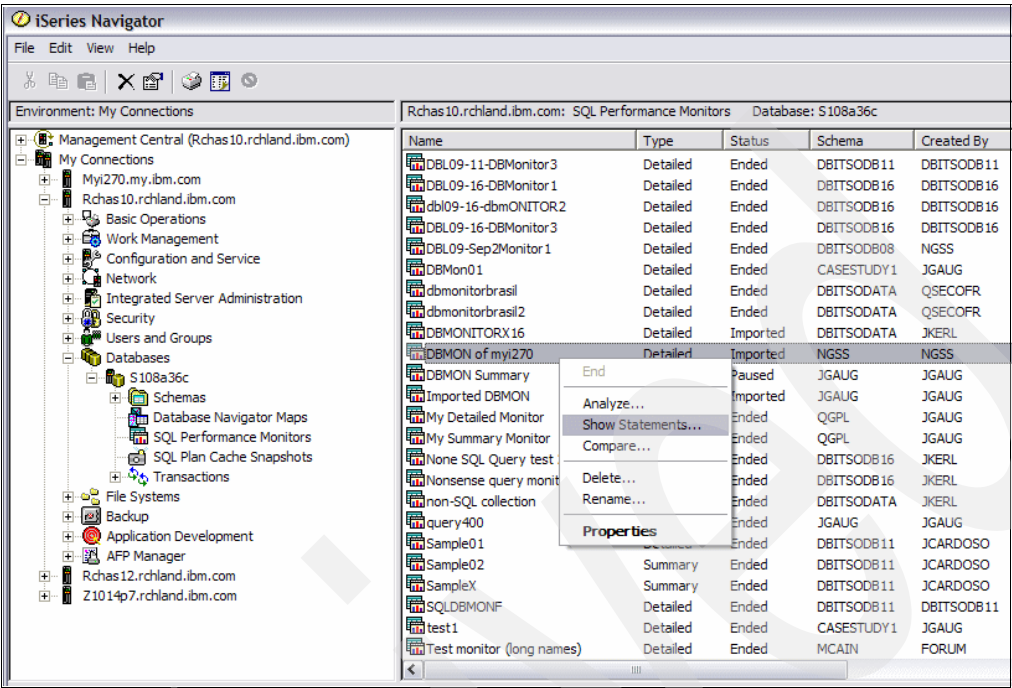 iSeries Navigator
File Edit View Help
Environment: My Connections
Rchas10.rchland.ibm.com: SQL Performance Monitors Database: S108a36c
Management Central (Rchas10.rchland.ibm.com)
My Connections
Myi270.my.ibm.com
Rchas10.rchland.ibm.com
Basic Operations
Work Management
Configuration and Service
Network
Integrated Server Administration
Security
Users and Groups
Databases
S108a36c
Schemas
Database Navigator Maps
SQL Performance Monitors
SQL Plan Cache Snapshots
Transactions
File Systems
Backup
Application Development
AFP Manager
Rchas12.rchland.ibm.com
Z1014p7.rchland.ibm.com
Name Type Status Schema Created By
DBL09-11-DBMonitor3 Detailed Ended DBITSODB11 DBITSODB11
DBL09-16-DBMonitor1 Detailed Ended DBITSODB16 DBITSODB16
dbl09-16-dbmONITOR2 Detailed Ended DBITSODB16 DBITSODB16
DBL09-16-DBMonitor3 Detailed Ended DBITSODB16 DBITSODB16
DBL09-Sep2Monitor1 Detailed Ended DBITSODB08 NGSS
DBMon01 Detailed Ended CASESTUDY1 JGAUG
dbmonitorbrasil Detailed Ended DBITSODATA QSECOFR
dbmonitorbrasil2 Detailed Ended DBITSODATA QSECOFR
DBMONITORX16 Detailed Imported DBITSODATA JKERL
DBMON of myi270 Detailed Imported NGSS NGSS
DBMON Summary Paused JGAUG JGAUG
Imported DBMON Imported JGAUG JGAUG
My Detailed Monitor Ended QGPL JGAUG
My Summary Monitor Ended QGPL JGAUG
None SQL Query test Ended DBITSODB16 JKERL
Nonsense query monit Ended DBITSODB16 JKERL
non-SQL collection Ended DBITSODATA JKERL
query400 Ended JGAUG JGAUG
Sample01 Detailed Ended DBITSODB11 JCARDOSO
Sample02 Summary Ended DBITSODB11 JCARDOSO
SampleX Summary Ended DBITSODB11 JCARDOSO
SQLDBMONF Detailed Ended DBITSODB11 DBITSODB11
test1 Detailed Ended CASESTUDY1 JGAUG
Test monitor (long names) Detailed Ended MCAIN FORUM
End
Analyze...
Show Statements...
Compare...
Delete...
Rename...
Properties